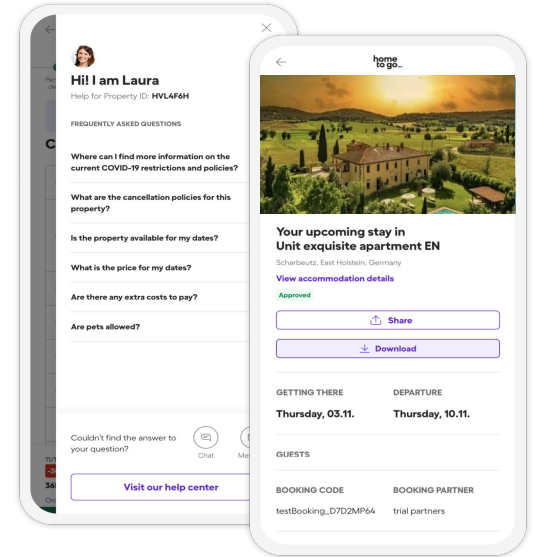 Hi! I am Laura
Help for Property ID: HVL4F6H
FREQUENTLY ASKED QUESTIONS
Where can I find more information on the
current COVID-19 restrictions and policies?
What are the cancellation policies for this
property?
Is the property available for my dates?
What is the price for my dates?
Are there any extra costs to pay?
Are pets allowed?
Couldn't find the answer to
your question?
Chat
Visit our help center
home
to go_
Your upcoming stay in
Unit exquisite apartment EN
Scharbeutz, East Holstein, Germany
View accommodation details
Approved
Share
Download
GETTING THERE DEPARTURE
Thursday, 03.11. Thursday, 10.11.
GUESTS
BOOKING CODE BOOKING PARTNER
testBooking_D7D2MP64 trial partners